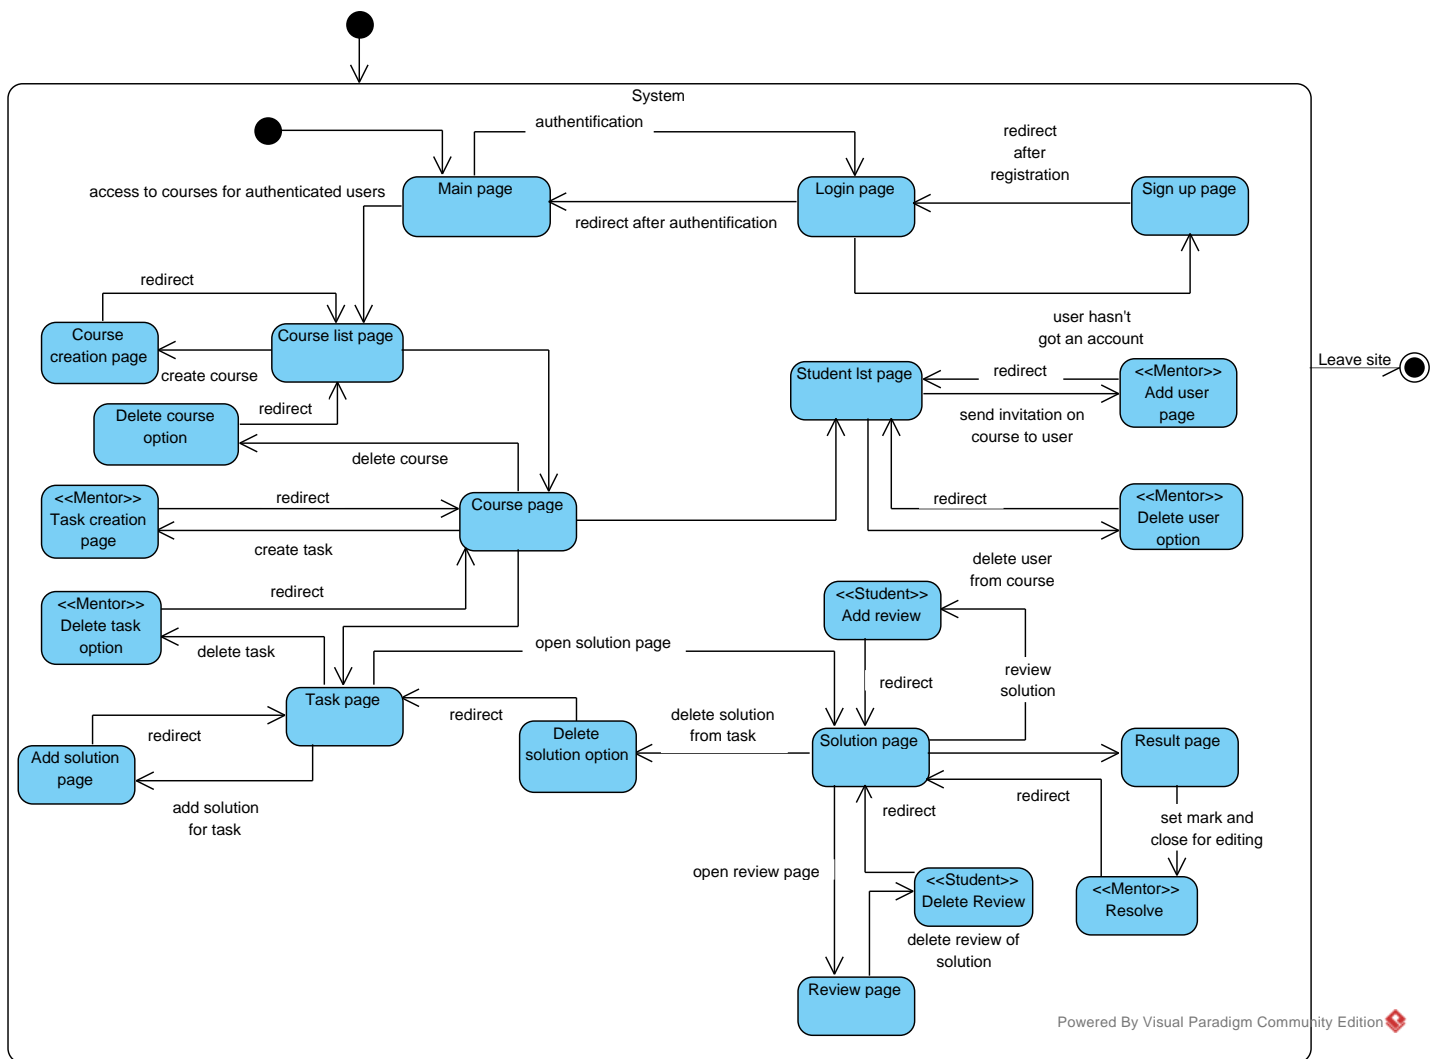 System
authentification
redirect
after
registration
Main page
Login page
Sign up page
access to courses for authenticated users
redirect after authentification
redirect
Course
creation page
Course list page
create course
user hasn't
got an account
Leave site
Student lst page
redirect
<<Mentor>>
Add user
page
send invitation on
course to user
Delete course
option
redirect
delete course
<<Mentor>>
Task creation
page
redirect
create task
Course page
redirect
<<Mentor>>
Delete user
option
delete user
from course
<<Mentor>>
Delete task
option
redirect
delete task
<<Student>>
Add review
open solution page
redirect
review
solution
Task page
redirect
Add solution
page
redirect
add solution
for task
Delete
solution option
delete solution
from task
Solution page
Result page
redirect
redirect
set mark and
close for editing
open review page
<<Student>>
Delete Review
delete review of
solution
<<Mentor>>
Resolve
Review page
Powered By Visual Paradigm Community Edition